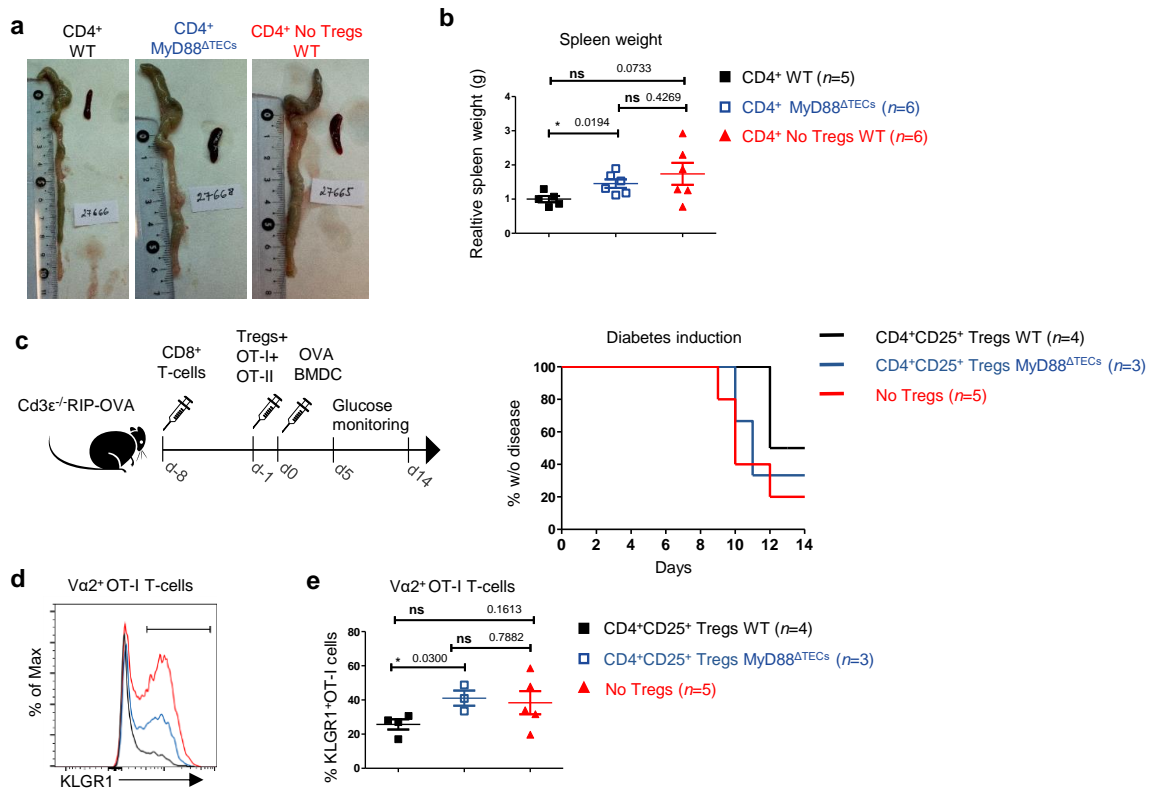 a
CD4⁺
WT
CD4⁺
MyD88ΔTECs
CD4⁺ No Tregs
WT
27666
27668
27665
b
Spleen weight
ns 0.0733
ns 0.4269
* 0.0194
Realtive spleen weight (g)
4
3
2
1
0
CD4⁺ WT (n=5)
CD4⁺ MyD88ΔTECs (n=6)
CD4⁺ No Tregs WT (n=6)
c
Cd3ε-/-RIP-OVA
CD8⁺
T-cells
Tregs+
OT-I+
OT-II
OVA
BMDC
Glucose
monitoring
d-8
d-1
d0
d5
d14
Diabetes induction
% w/o disease
100
80
60
40
20
0
0 2 4 6 8 10 12 14
Days
CD4⁺CD25⁺ Tregs WT (n=4)
CD4⁺CD25⁺ Tregs MyD88ΔTECs (n=3)
No Tregs (n=5)
d
Vα2⁺ OT-I T-cells
% of Max
KLGR1
e
Vα2⁺ OT-I T-cells
ns 0.1613
ns 0.7882
* 0.0300
% KLGR1⁺OT-I cells
80
60
40
20
0
CD4⁺CD25⁺ Tregs WT (n=4)
CD4⁺CD25⁺ Tregs MyD88ΔTECs (n=3)
No Tregs (n=5)